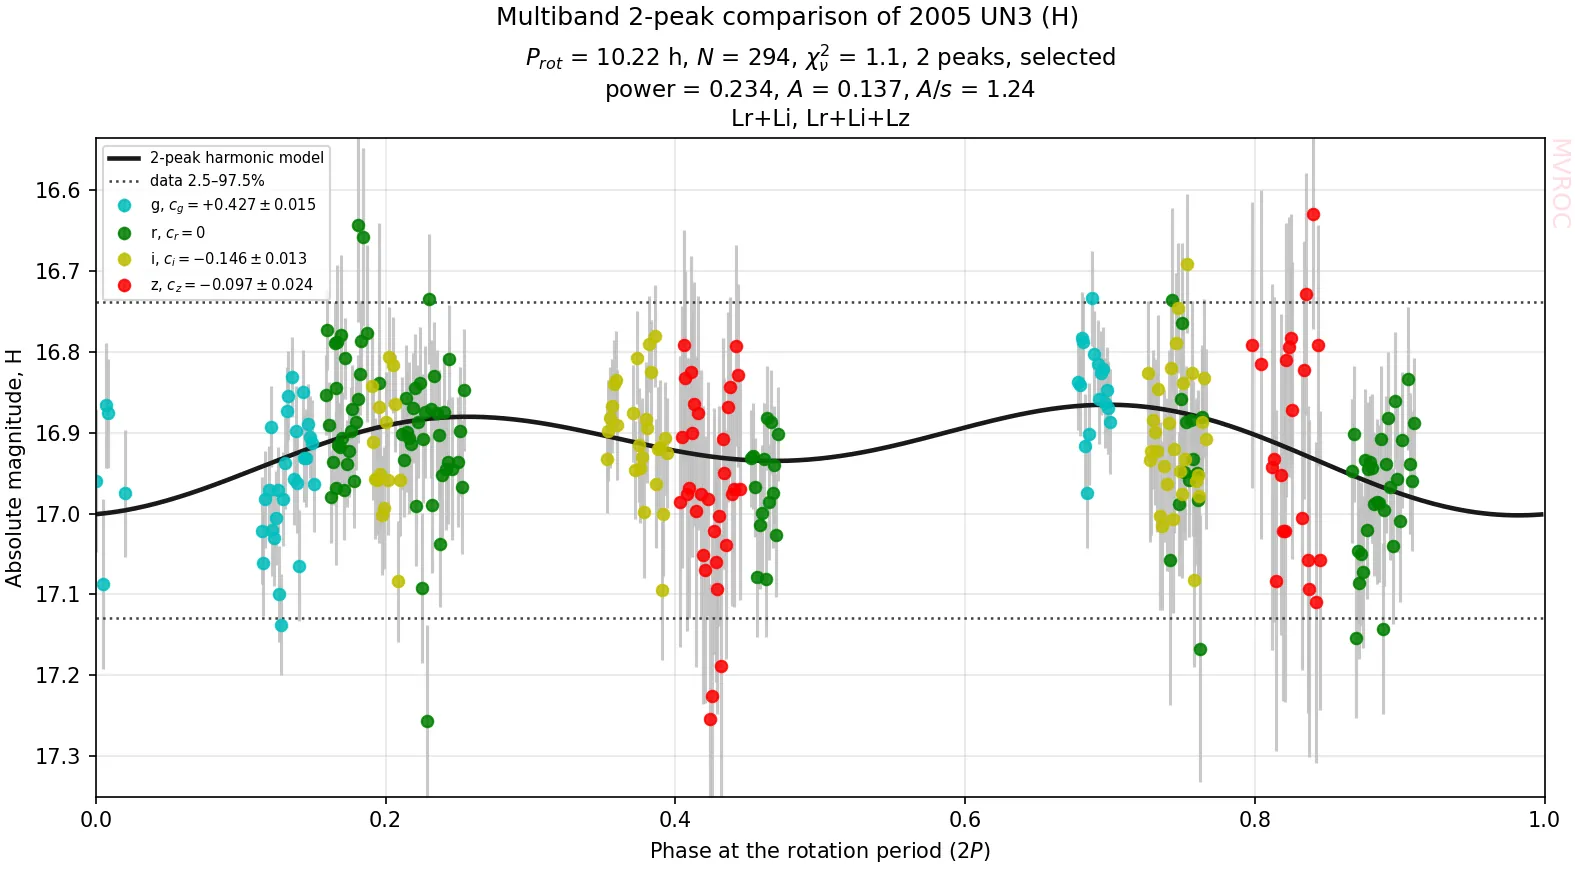 Multiband 2-peak comparison of 2005 UN3 (H)
P_rot = 10.22 h, N = 294, χ²_ν = 1.1, 2 peaks, selected
power = 0.234, A = 0.137, A/s = 1.24
Lr+Li, Lr+Li+Lz
2-peak harmonic model
data 2.5–97.5%
g, c_g = +0.427 ± 0.015
r, c_r = 0
i, c_i = −0.146 ± 0.013
z, c_z = −0.097 ± 0.024
MVROC
Absolute magnitude, H
16.6
16.7
16.8
16.9
17.0
17.1
17.2
17.3
0.0 0.2 0.4 0.6 0.8 1.0
Phase at the rotation period (2P)